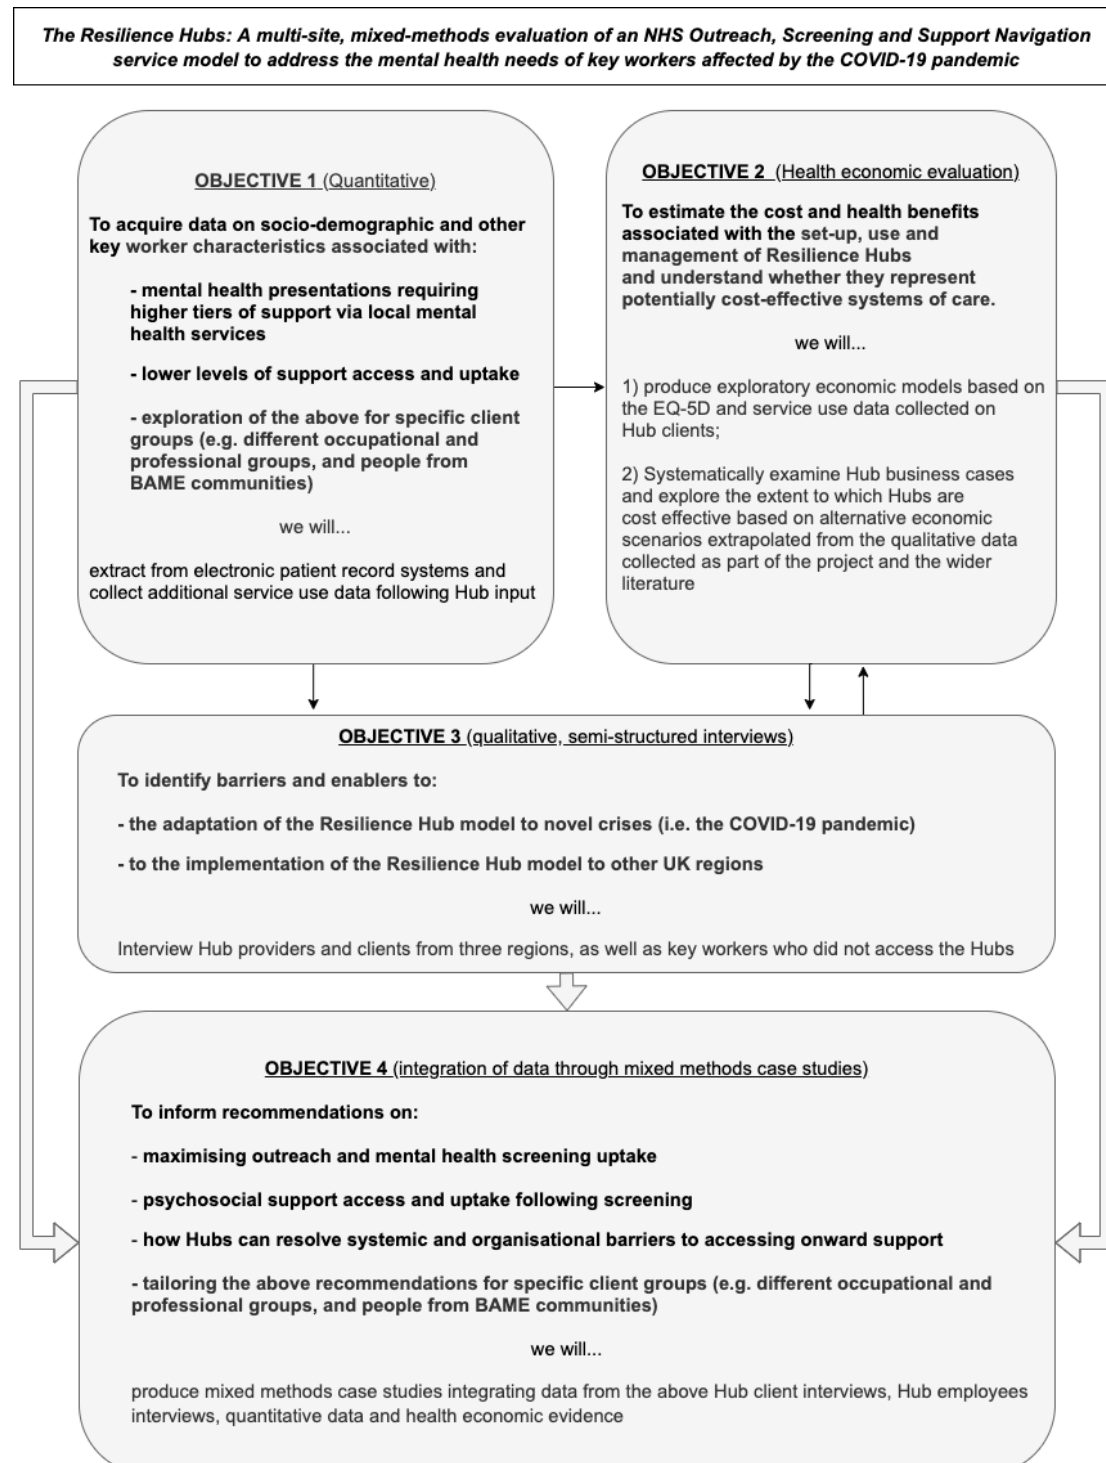 The Resilience Hubs: A multi-site, mixed-methods evaluation of an NHS Outreach, Screening and Support Navigation
service model to address the mental health needs of key workers affected by the COVID-19 pandemic
OBJECTIVE 1 (Quantitative)
To acquire data on socio-demographic and other
key worker characteristics associated with:
- mental health presentations requiring
higher tiers of support via local mental
health services
- lower levels of support access and uptake
- exploration of the above for specific client
groups (e.g. different occupational and
professional groups, and people from
BAME communities)
we will...
extract from electronic patient record systems and
collect additional service use data following Hub input
OBJECTIVE 2 (Health economic evaluation)
To estimate the cost and health benefits
associated with the set-up, use and
management of Resilience Hubs
and understand whether they represent
potentially cost-effective systems of care.
we will...
1) produce exploratory economic models based on
the EQ-5D and service use data collected on
Hub clients;
2) Systematically examine Hub business cases
and explore the extent to which Hubs are
cost effective based on alternative economic
scenarios extrapolated from the qualitative data
collected as part of the project and the wider
literature
OBJECTIVE 3 (qualitative, semi-structured interviews)
To identify barriers and enablers to:
- the adaptation of the Resilience Hub model to novel crises (i.e. the COVID-19 pandemic)
- to the implementation of the Resilience Hub model to other UK regions
we will...
Interview Hub providers and clients from three regions, as well as key workers who did not access the Hubs
OBJECTIVE 4 (integration of data through mixed methods case studies)
To inform recommendations on:
- maximising outreach and mental health screening uptake
- psychosocial support access and uptake following screening
- how Hubs can resolve systemic and organisational barriers to accessing onward support
- tailoring the above recommendations for specific client groups (e.g. different occupational and
professional groups, and people from BAME communities)
we will...
produce mixed methods case studies integrating data from the above Hub client interviews, Hub employees
interviews, quantitative data and health economic evidence